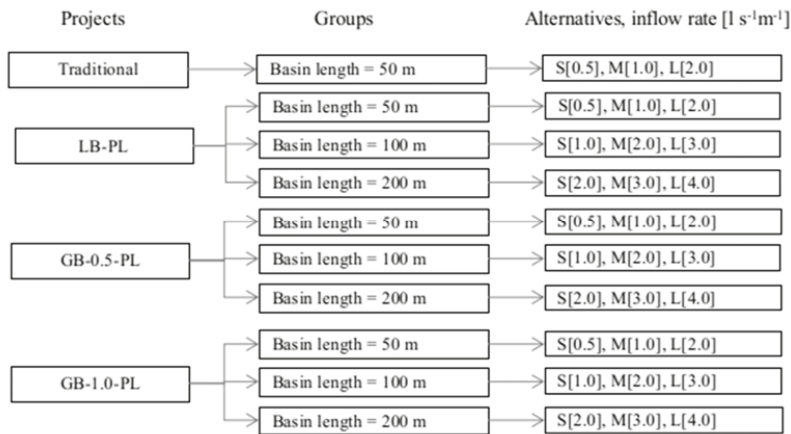 Projects Groups Alternatives, inflow rate [l s⁻¹m⁻¹]
Traditional Basin length = 50 m S[0.5], M[1.0], L[2.0]
Basin length = 50 m S[0.5], M[1.0], L[2.0]
LB-PL Basin length = 100 m S[1.0], M[2.0], L[3.0]
Basin length = 200 m S[2.0], M[3.0], L[4.0]
Basin length = 50 m S[0.5], M[1.0], L[2.0]
GB-0.5-PL Basin length = 100 m S[1.0], M[2.0], L[3.0]
Basin length = 200 m S[2.0], M[3.0], L[4.0]
Basin length = 50 m S[0.5], M[1.0], L[2.0]
GB-1.0-PL Basin length = 100 m S[1.0], M[2.0], L[3.0]
Basin length = 200 m S[2.0], M[3.0], L[4.0]